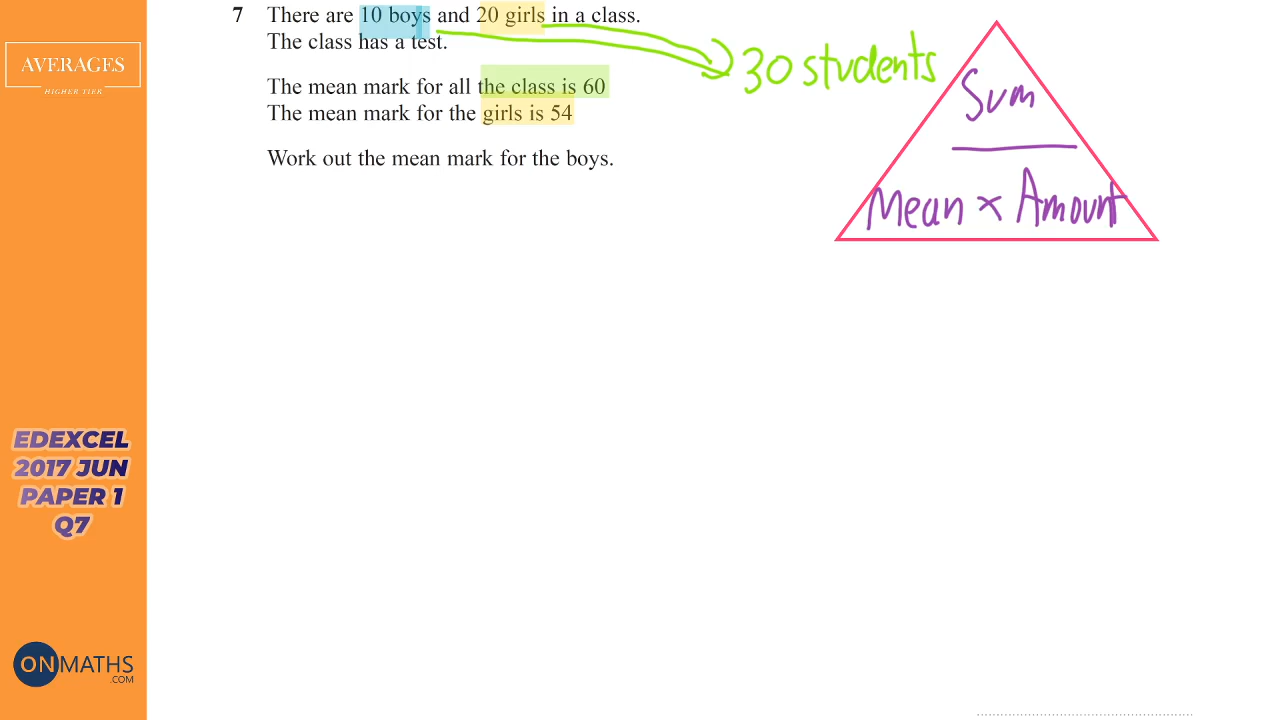 AVERAGES
HIGHER TIER
7 There are 10 boys and 20 girls in a class.
The class has a test.
30 students
The mean mark for all the class is 60
The mean mark for the girls is 54
Work out the mean mark for the boys.
Sum
Mean × Amount
EDEXCEL
2017 JUN
PAPER 1
Q7
ONMATHS
.COM